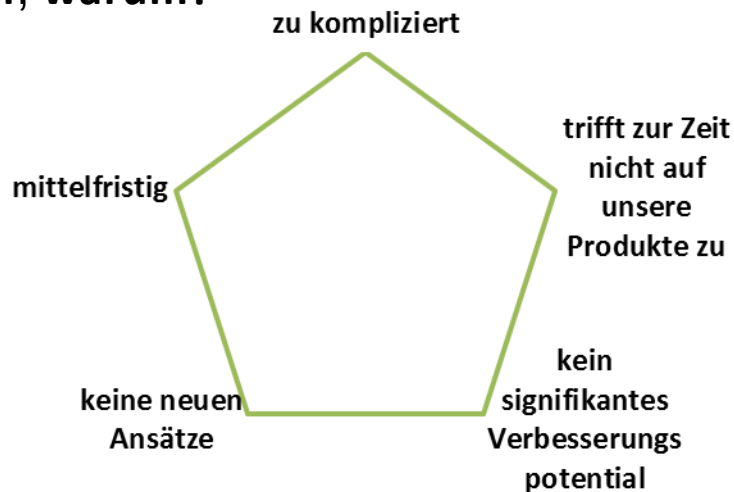 zu kompliziert
trifft zur Zeit
nicht auf
unsere
Produkte zu
kein
signifikantes
Verbesserungs
potential
keine neuen
Ansätze
mittelfristig